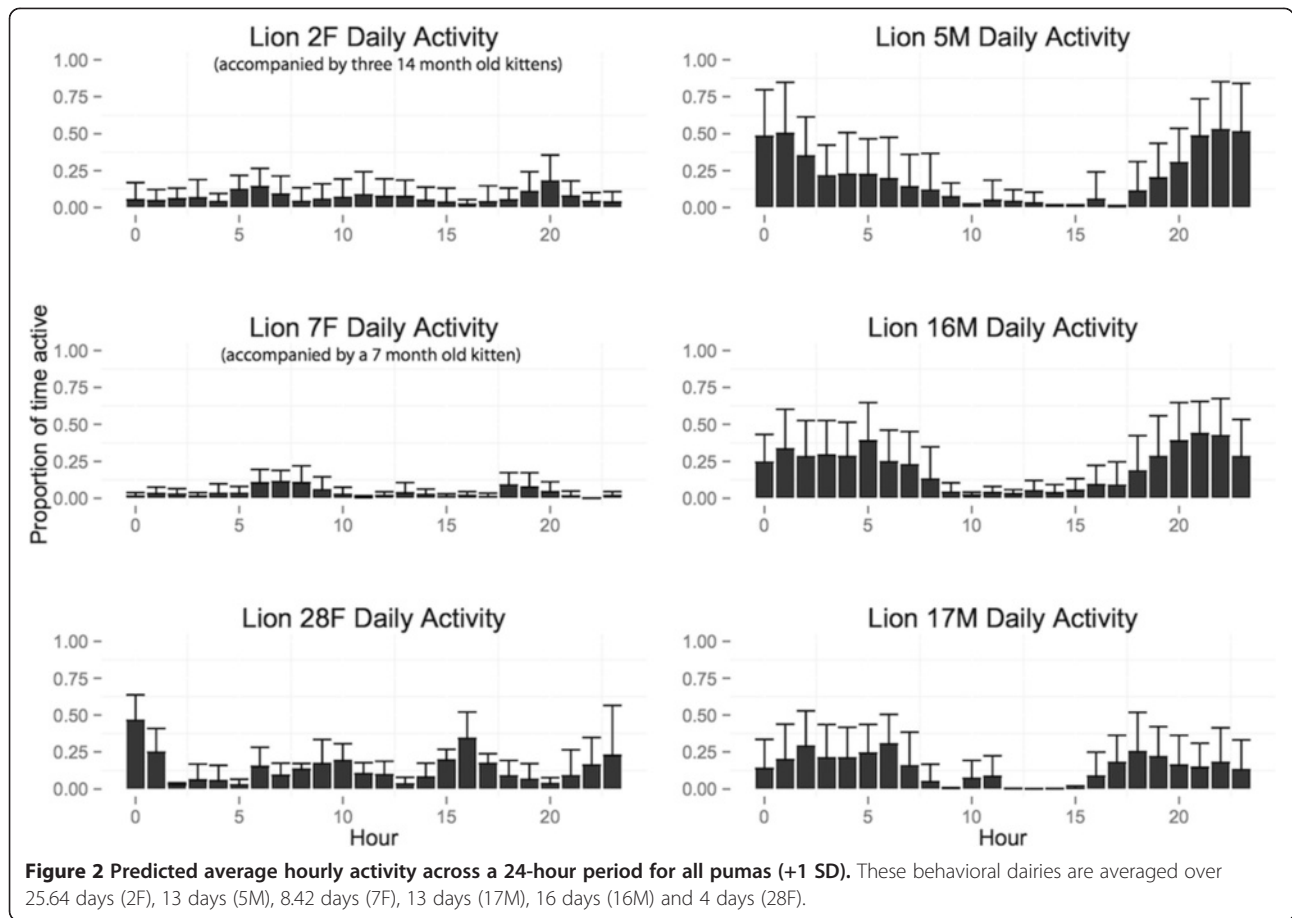 Lion 2F Daily Activity
(accompanied by three 14 month old kittens)
1.00
0.75
0.50
0.25
0.00
0 5 10 15 20
Lion 5M Daily Activity
1.00
0.75
0.50
0.25
0.00
0 5 10 15 20
Proportion of time active
Lion 7F Daily Activity
(accompanied by a 7 month old kitten)
1.00
0.75
0.50
0.25
0.00
0 5 10 15 20
Lion 16M Daily Activity
1.00
0.75
0.50
0.25
0.00
0 5 10 15 20
Lion 28F Daily Activity
1.00
0.75
0.50
0.25
0.00
0 5 10 15 20
Hour
Lion 17M Daily Activity
1.00
0.75
0.50
0.25
0.00
0 5 10 15 20
Hour
Figure 2 Predicted average hourly activity across a 24-hour period for all pumas (+1 SD). These behavioral dairies are averaged over
25.64 days (2F), 13 days (5M), 8.42 days (7F), 13 days (17M), 16 days (16M) and 4 days (28F).